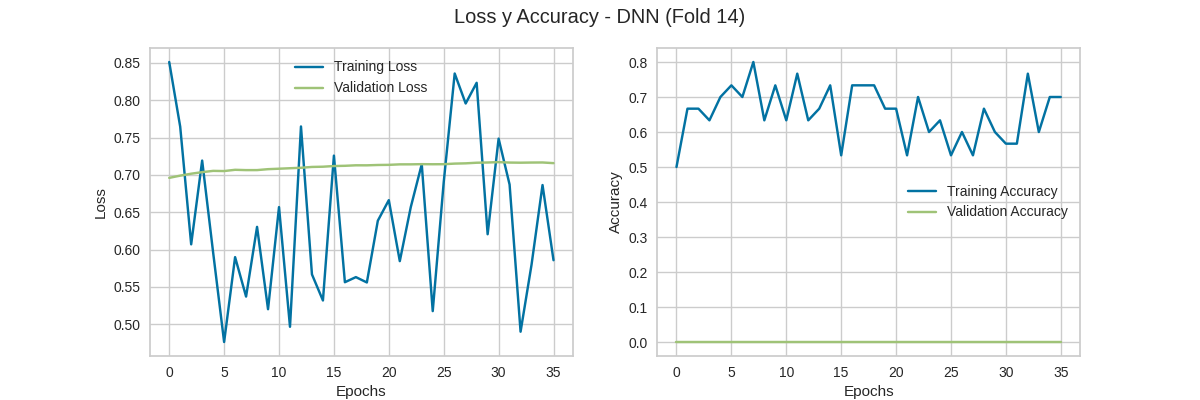 Loss y Accuracy - DNN (Fold 14)
0.85
0.80
0.75
0.70
0.65
0.60
0.55
0.50
Loss
Training Loss
Validation Loss
0 5 10 15 20 25 30 35
Epochs
0.8
0.7
0.6
0.5
0.4
0.3
0.2
0.1
0.0
Accuracy
Training Accuracy
Validation Accuracy
0 5 10 15 20 25 30 35
Epochs